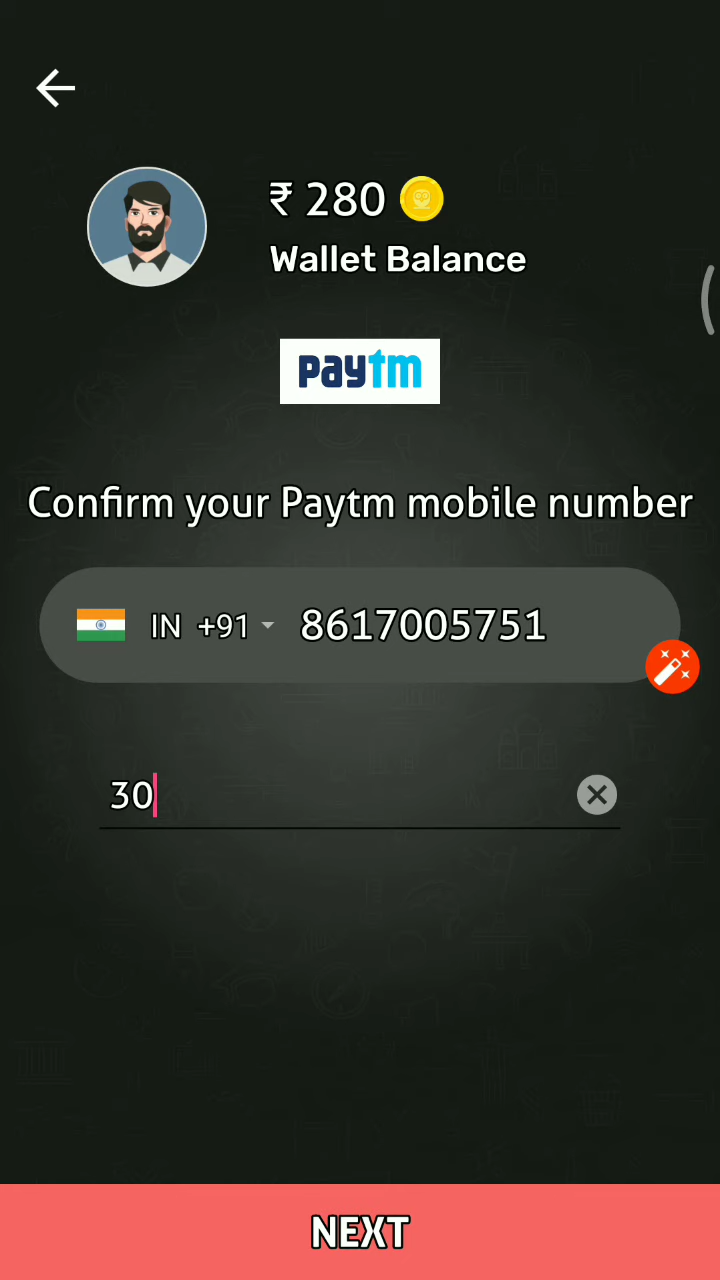 ₹ 280
Wallet Balance
paytm
Confirm your Paytm mobile number
IN +91 8617005751
30
NEXT